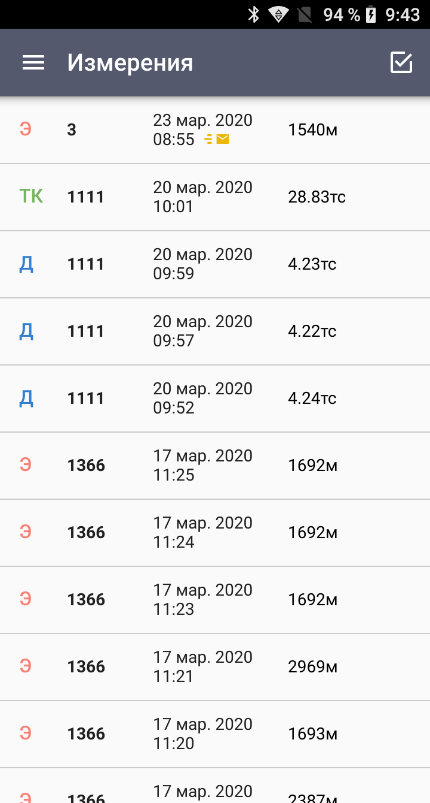 94 % 9:43
Измерения
Э 3 23 мар. 2020 1540м
08:55
ТК 1111 20 мар. 2020 28.83тс
10:01
Д 1111 20 мар. 2020 4.23тс
09:59
Д 1111 20 мар. 2020 4.22тс
09:57
Д 1111 20 мар. 2020 4.24тс
09:52
Э 1366 17 мар. 2020 1692м
11:25
Э 1366 17 мар. 2020 1692м
11:24
Э 1366 17 мар. 2020 1692м
11:23
Э 1366 17 мар. 2020 2969м
11:21
Э 1366 17 мар. 2020 1693м
11:20
Э 1366 17 мар. 2020 2387м